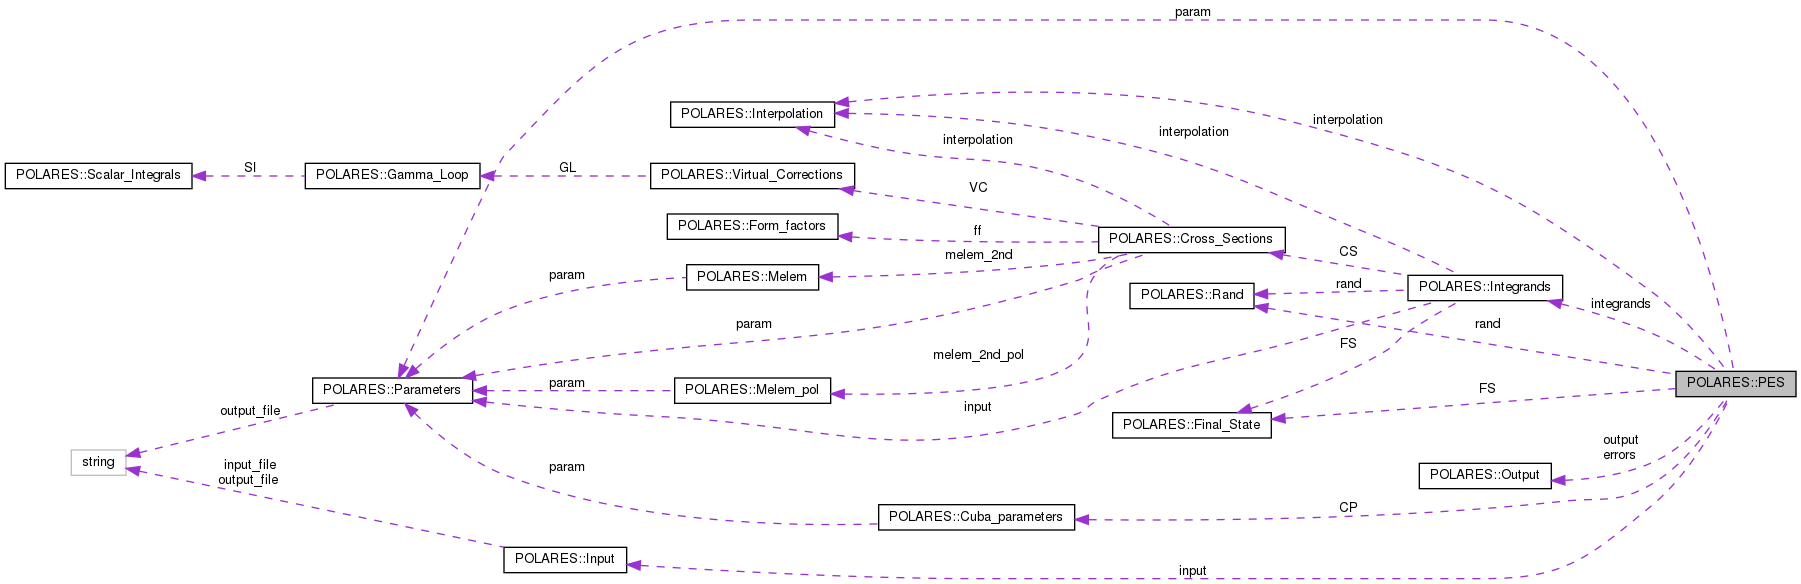 param
POLARES::Interpolation
interpolation
interpolation
interpolation
POLARES::Scalar_Integrals
SI
POLARES::Gamma_Loop
GL
POLARES::Virtual_Corrections
VC
POLARES::Form_factors
ff
POLARES::Cross_Sections
melem_2nd
CS
param
POLARES::Melem
POLARES::Integrands
rand
POLARES::Rand
integrands
param
rand
FS
melem_2nd_pol
param
POLARES::Parameters
POLARES::Melem_pol
POLARES::PES
FS
output_file
input
POLARES::Final_State
output
errors
string
input_file
output_file
param
POLARES::Output
CP
POLARES::Cuba_parameters
POLARES::Input
input